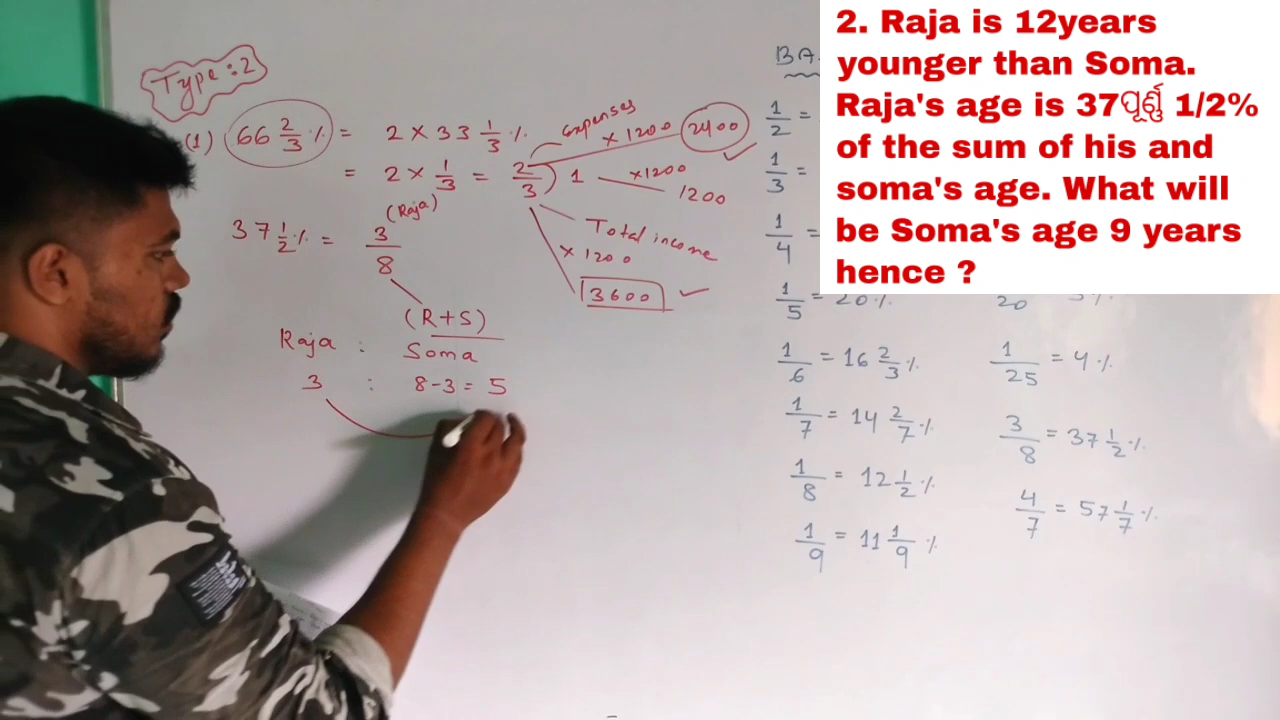 2. Raja is 12years
younger than Soma.
Raja's age is 37ପୂର୍ଣ୍ଣ 1/2%
of the sum of his and
soma's age. What will
be Soma's age 9 years
hence ?
Type:2
(1) 66 2/3 % = 2 × 33 1/3 %
= 2 × 1/3 = 2/3 ) 1
expenses
× 1200 2400
×1200
1200
Total income
× 1200
3600
37 1/2 % = 3/8
(Raja)
(R+S)
Raja : Soma
3 : 8-3 = 5
BA
1/2 =
1/3 =
1/4 =
1/5 = 20%
1/6 = 16 2/3 %
1/7 = 14 2/7 %
1/8 = 12 1/2 %
1/9 = 11 1/9 %
20
1/25 = 4%
3/8 = 37 1/2 %
4/7 = 57 1/7 %